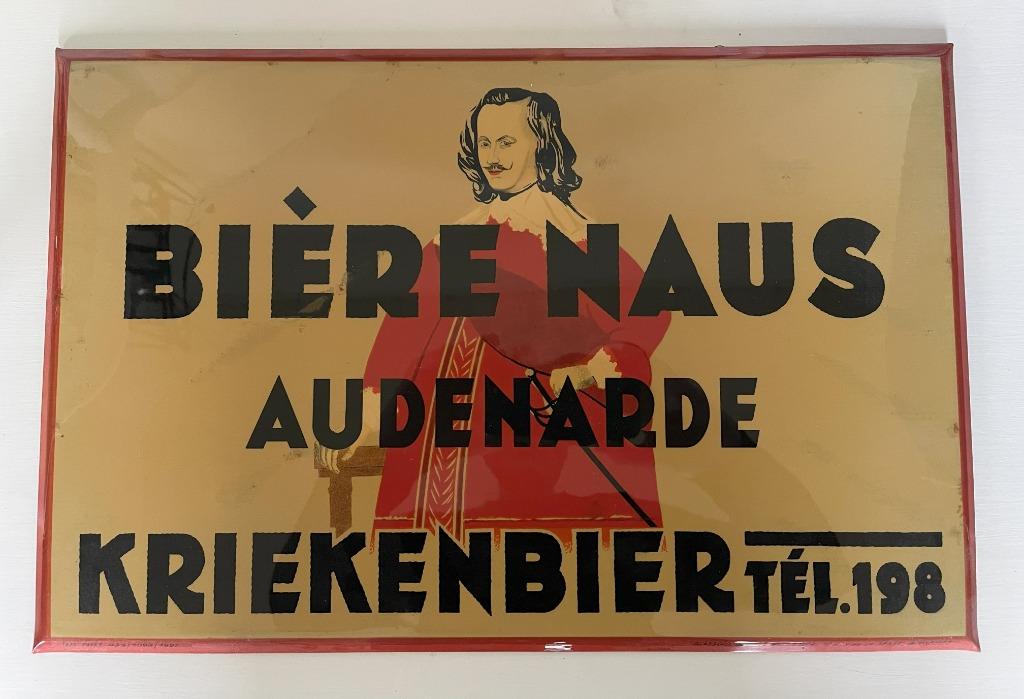 BIÈRE NAUS
AUDENARDE
KRIEKENBIER TÉL.198